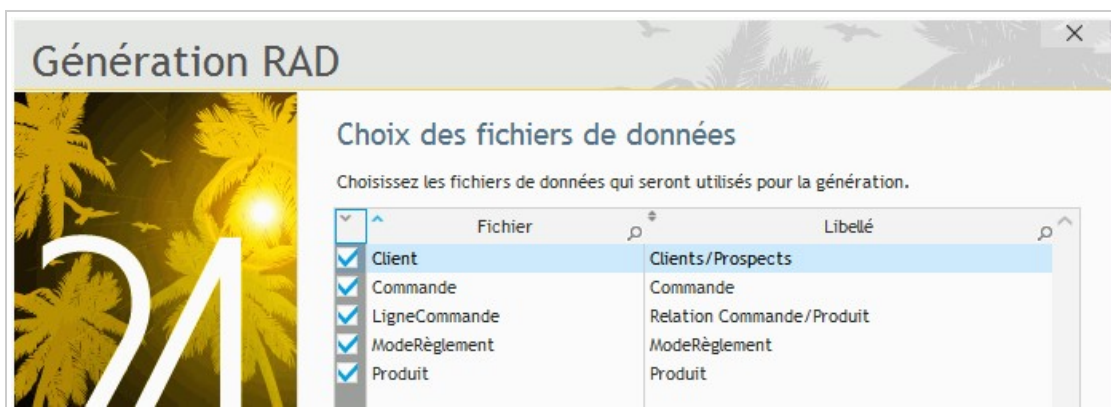 Génération RAD
24
Choix des fichiers de données
Choisissez les fichiers de données qui seront utilisés pour la génération.
Fichier Libellé
Client Clients/Prospects
Commande Commande
LigneCommande Relation Commande/Produit
ModeRèglement ModeRèglement
Produit Produit